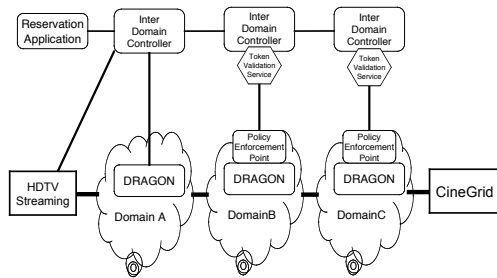 Reservation
Application
Inter
Domain
Controller
Inter
Domain
Controller
Inter
Domain
Controller
Token
Validation
Service
Token
Validation
Service
Policy
Enforcement
Point
Policy
Enforcement
Point
HDTV
Streaming
DRAGON
DRAGON
DRAGON
CineGrid
Domain A
DomainB
DomainC